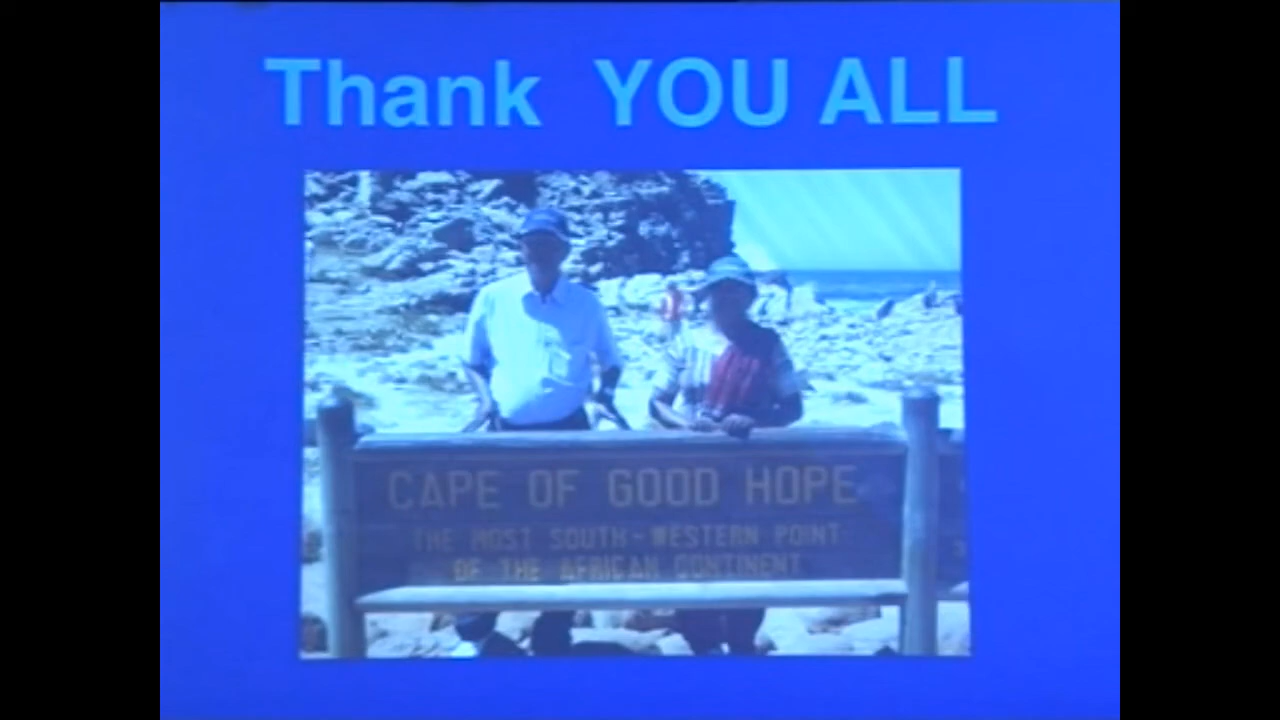 Thank YOU ALL
CAPE OF GOOD HOPE
THE MOST SOUTH-WESTERN POINT
OF THE AFRICAN CONTINENT